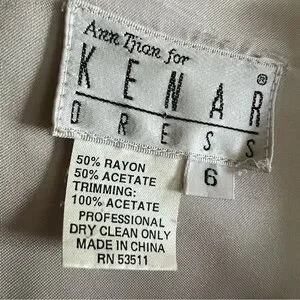 Ann Tjian for
KENAR®
DRESS
6
50% RAYON
50% ACETATE
TRIMMING:
100% ACETATE
PROFESSIONAL
DRY CLEAN ONLY
MADE IN CHINA
RN 53511